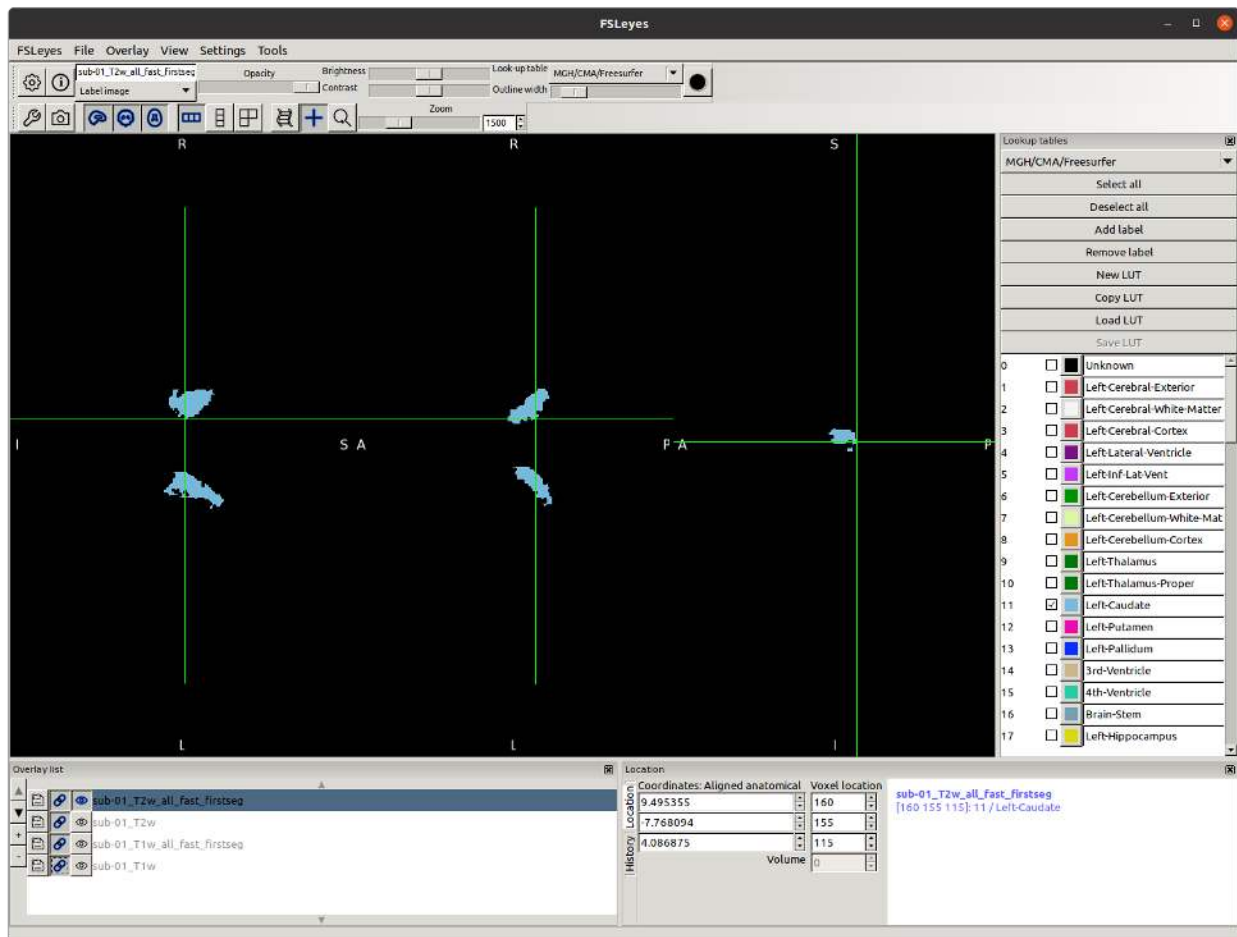 FSLeyes
FSLeyes File Overlay View Settings Tools
sub-01_T2w_all_fast_firstseg Opacity Brightness Look-up table MGH/CMA/Freesurfer
Label image Contrast Outline width
Zoom
1500
R R S
I S A P A P
L L I
Lookup tables
MGH/CMA/Freesurfer
Select all
Deselect all
Add label
Remove label
New LUT
Copy LUT
Load LUT
Save LUT
0 Unknown
1 Left-Cerebral-Exterior
2 Left-Cerebral-White-Matter
3 Left-Cerebral-Cortex
4 Left-Lateral-Ventricle
5 Left-Inf-Lat-Vent
6 Left-Cerebellum-Exterior
7 Left-Cerebellum-White-Mat
8 Left-Cerebellum-Cortex
9 Left-Thalamus
10 Left-Thalamus-Proper
11 Left-Caudate
12 Left-Putamen
13 Left-Pallidum
14 3rd-Ventricle
15 4th-Ventricle
16 Brain-Stem
17 Left-Hippocampus
Overlay list
sub-01_T2w_all_fast_firstseg
sub-01_T2w
sub-01_T1w_all_fast_firstseg
sub-01_T1w
Location
Location
History
Coordinates: Aligned anatomical Voxel location
9.495355 160
-7.768094 155
4.086875 115
Volume 0
sub-01_T2w_all_fast_firstseg
[160 155 115]: 11 / Left-Caudate